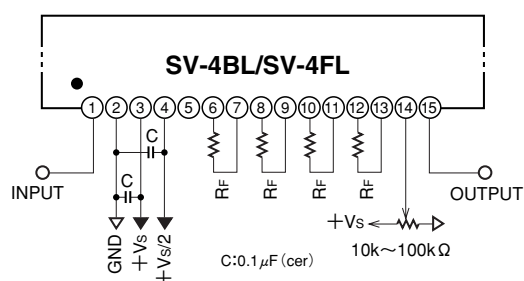 SV-4BL/SV-4FL
1 2 3 4 5 6 7 8 9 10 11 12 13 14 15
C
C
INPUT
OUTPUT
RF RF RF RF
GND
+Vs
+Vs/2
+Vs
10k～100kΩ
C:0.1μF(cer)